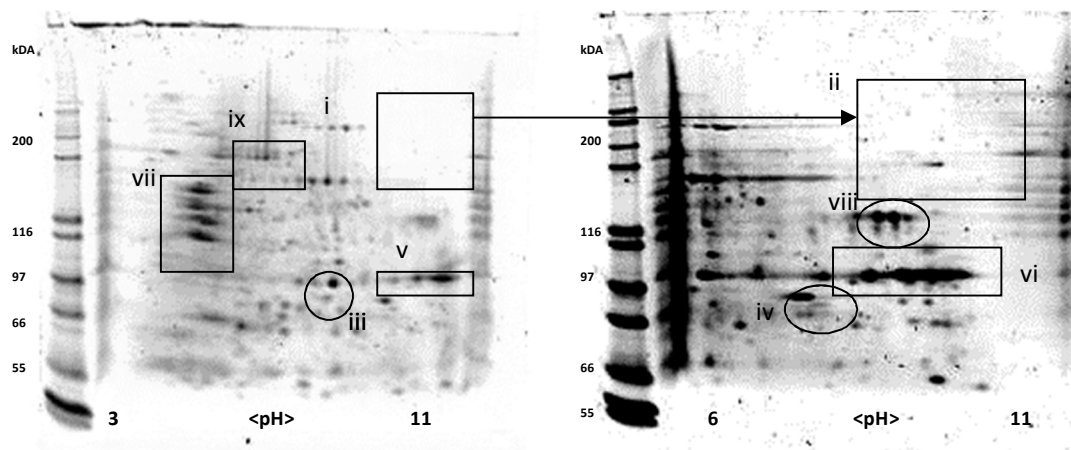 kDA
200
116
97
66
55
i
ix
vii
v
iii
3 <pH> 11
kDA
200
116
97
66
55
ii
viii
vi
iv
6 <pH> 11